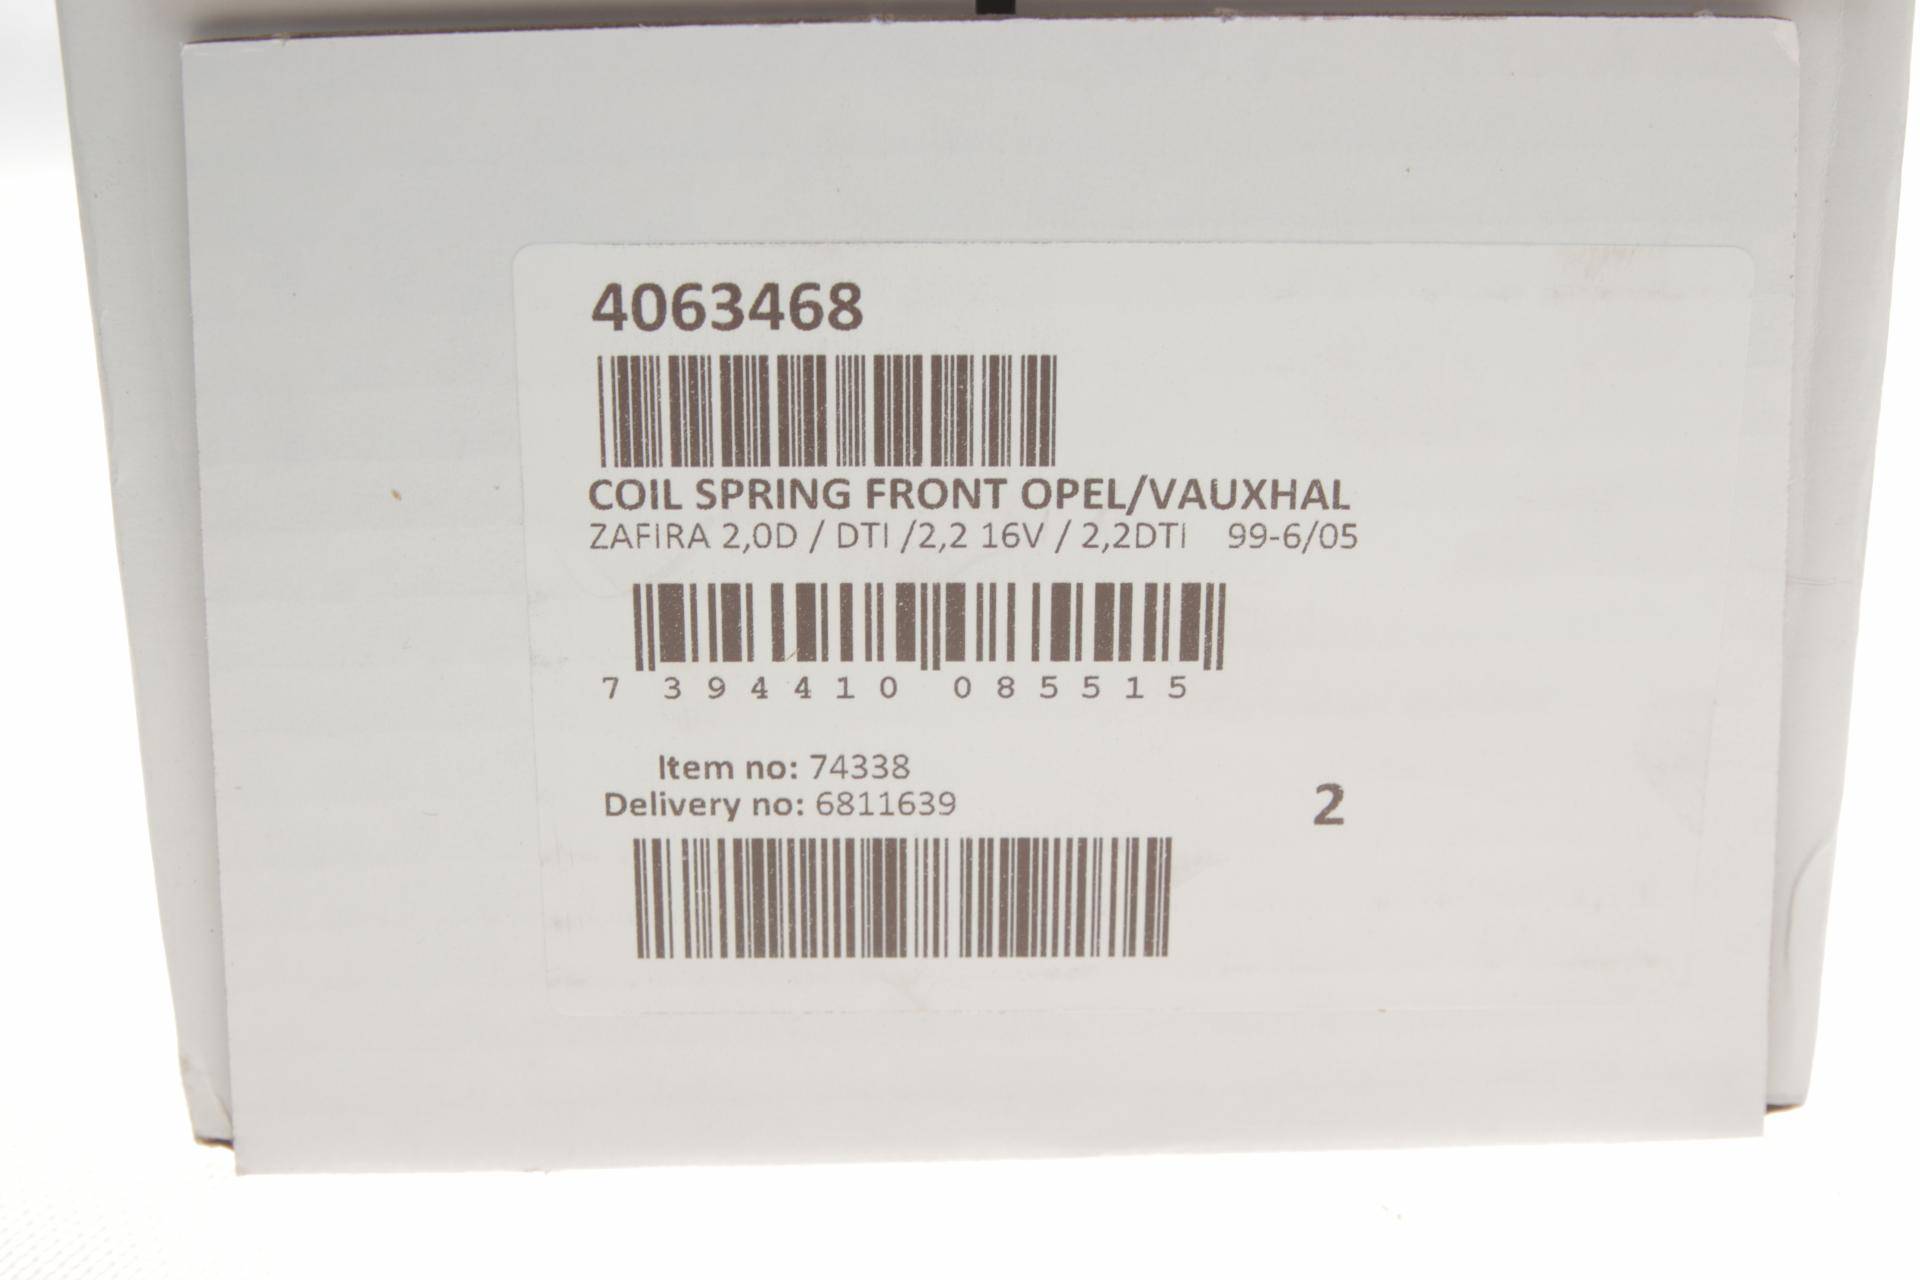 4063468
COIL SPRING FRONT OPEL/VAUXHAL
ZAFIRA 2,0D / DTI /2,2 16V / 2,2DTI 99-6/05
7 394410 085515
Item no: 74338
Delivery no: 6811639
2